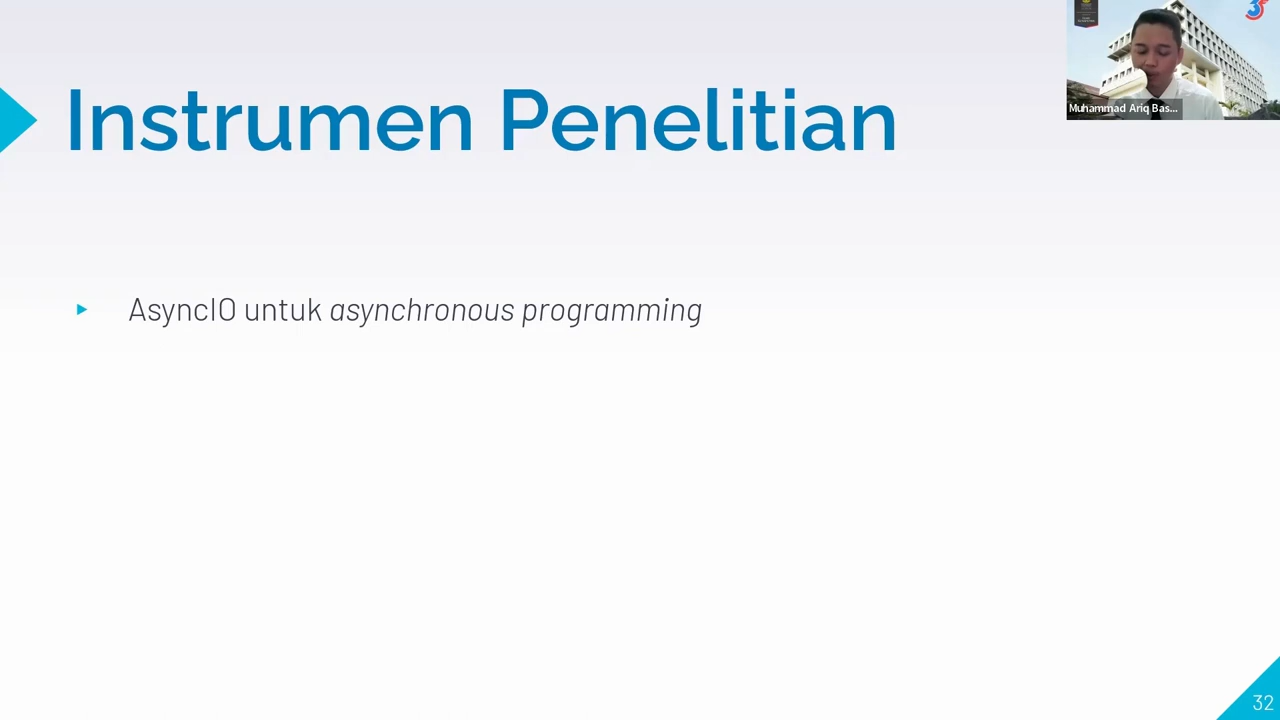 Instrumen Penelitian
Muhammad Ariq Bas...
AsyncIO untuk asynchronous programming
32